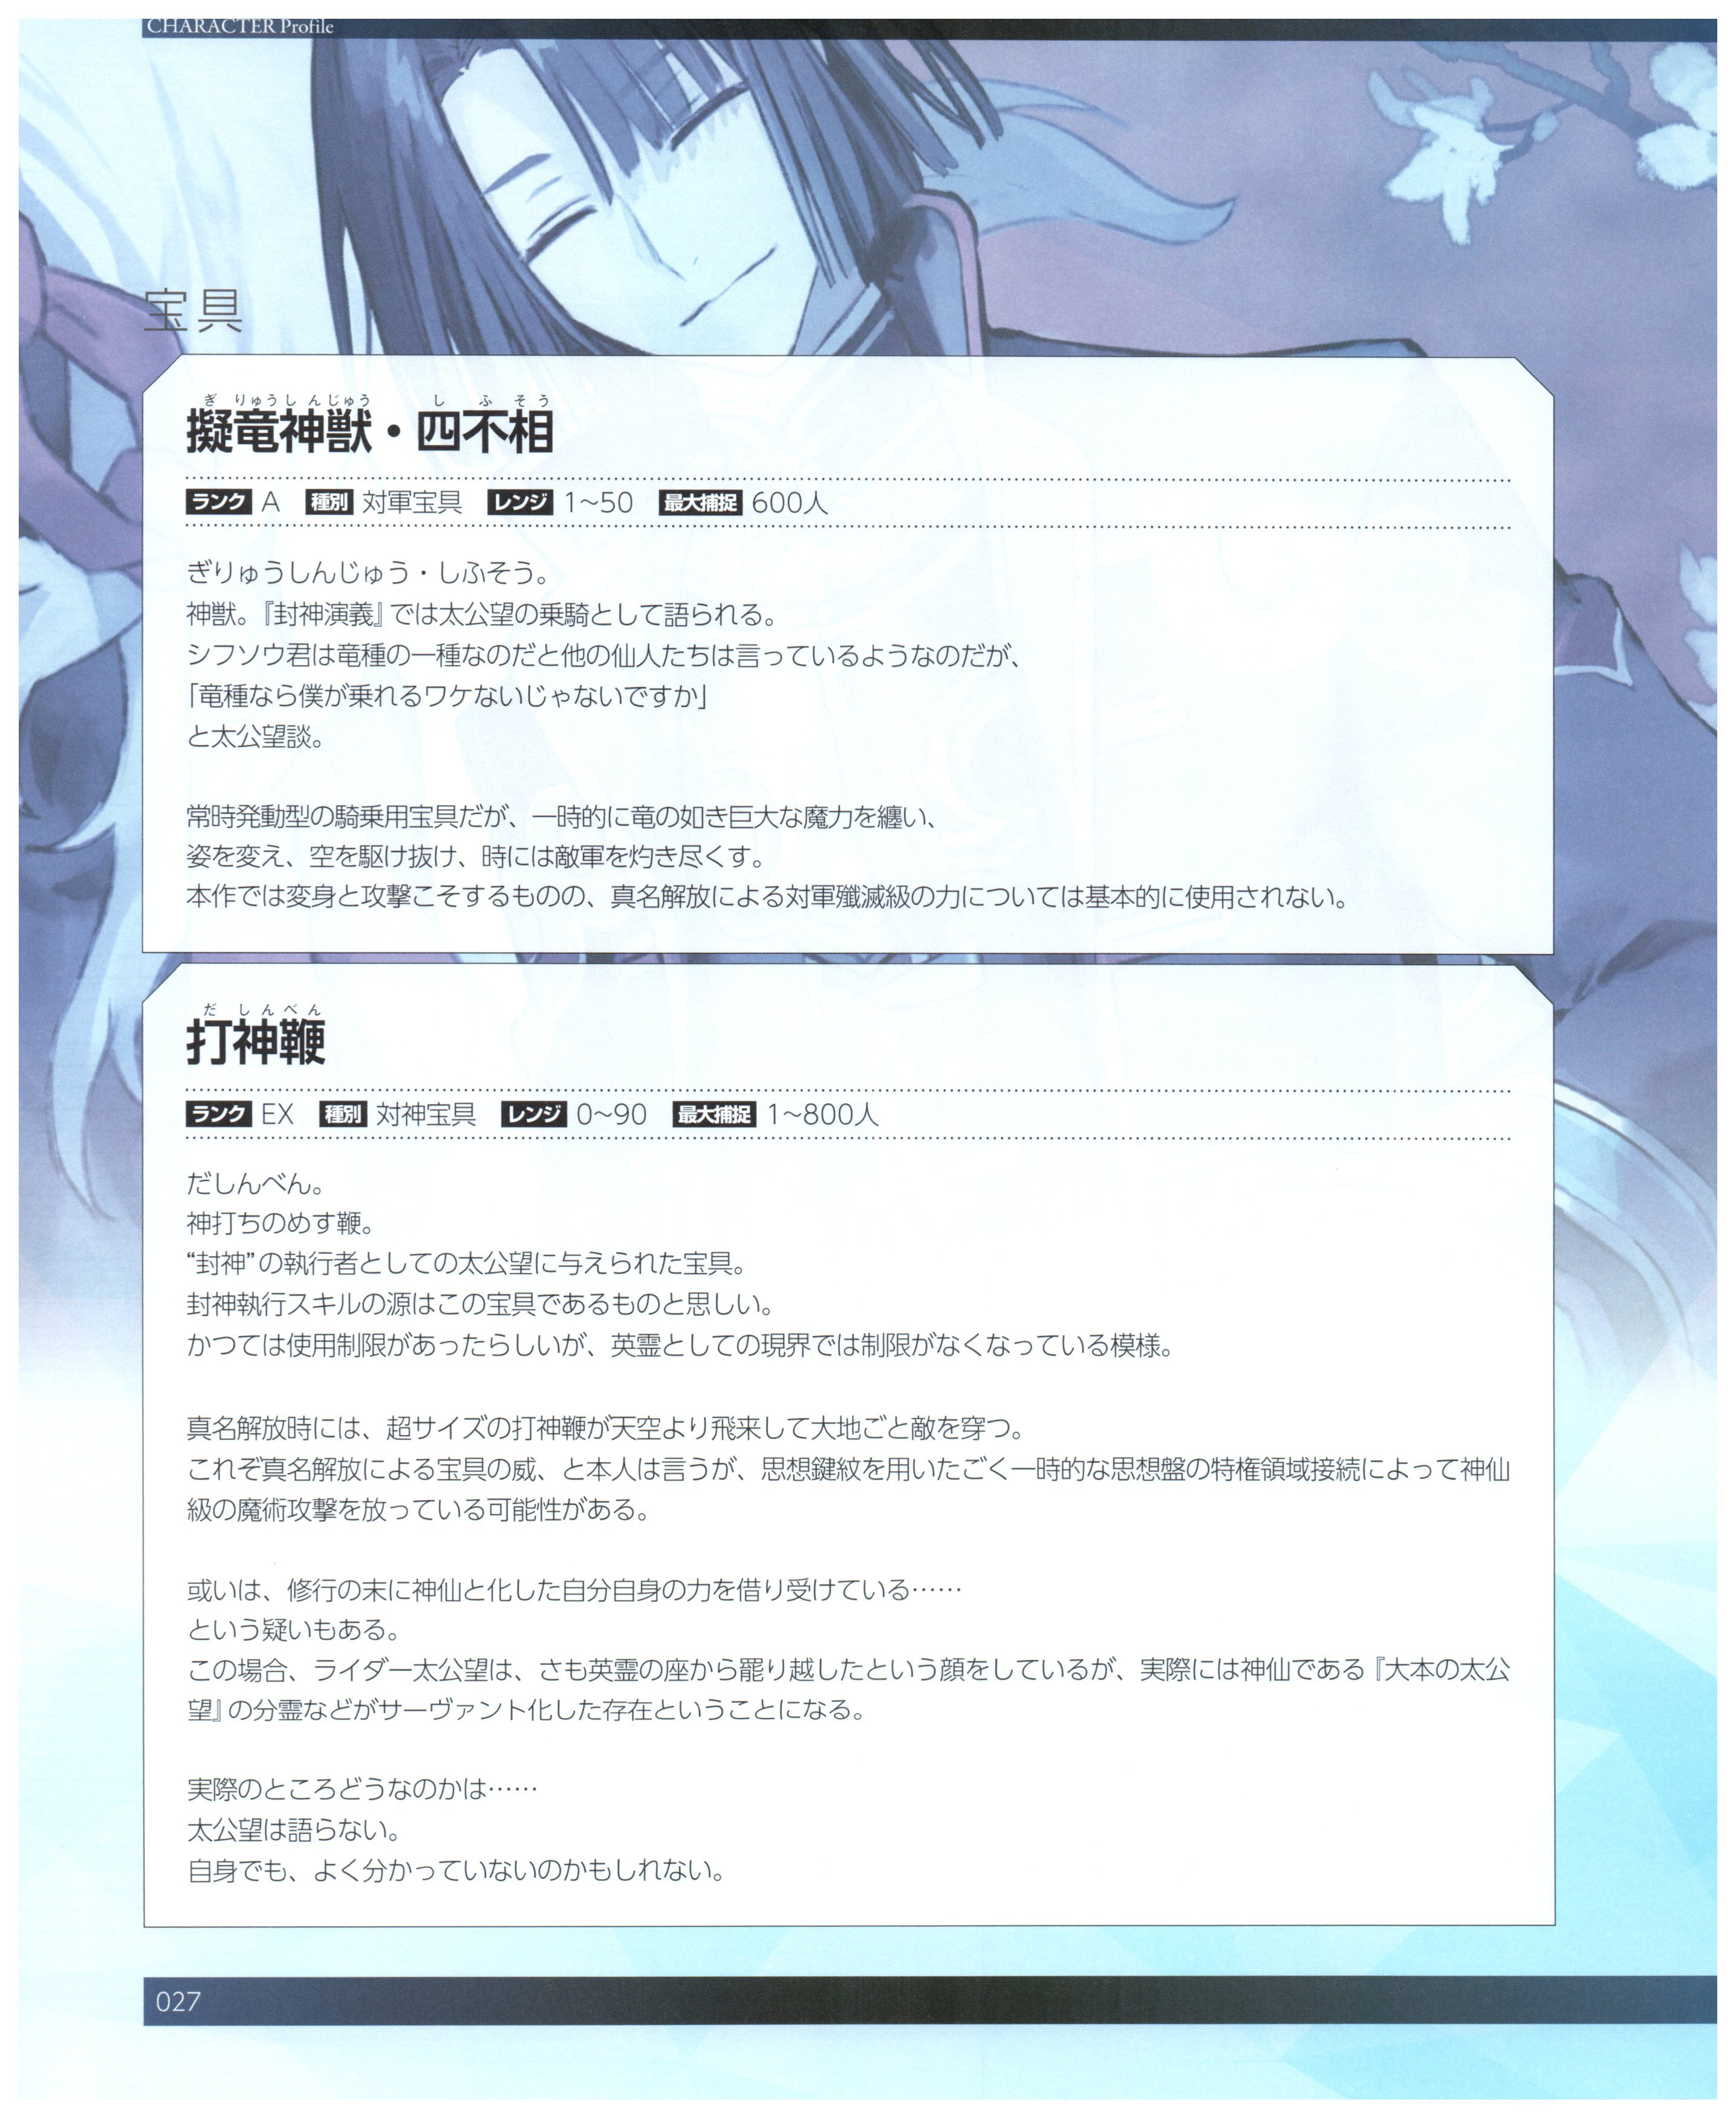 CHARACTER Profile
宝具
ぎりゅうしんじゅう しふそう
擬竜神獣・四不相
ランク A 種別 対軍宝具 レンジ 1~50 最大捕捉 600人
ぎりゅうしんじゅう・しふそう。
神獣。『封神演義』では太公望の乗騎として語られる。
シフソウ君は竜種の一種なのだと他の仙人たちは言っているようなのだが、
「竜種なら僕が乗れるワケないじゃないですか」
と太公望談。
常時発動型の騎乗用宝具だが、一時的に竜の如き巨大な魔力を纏い、
姿を変え、空を駆け抜け、時には敵軍を灼き尽くす。
本作では変身と攻撃こそするものの、真名解放による対軍殲滅級の力については基本的に使用されない。
だしんべん
打神鞭
ランク EX 種別 対神宝具 レンジ 0~90 最大捕捉 1~800人
だしんべん。
神打ちのめす鞭。
“封神”の執行者としての太公望に与えられた宝具。
封神執行スキルの源はこの宝具であるものと思しい。
かつては使用制限があったらしいが、英霊としての現界では制限がなくなっている模様。
真名解放時には、超サイズの打神鞭が天空より飛来して大地ごと敵を穿つ。
これぞ真名解放による宝具の威、と本人は言うが、思想鍵紋を用いたごく一時的な思想盤の特権領域接続によって神仙
級の魔術攻撃を放っている可能性がある。
或いは、修行の末に神仙と化した自分自身の力を借り受けている……
という疑いもある。
この場合、ライダー太公望は、さも英霊の座から罷り越したという顔をしているが、実際には神仙である『大本の太公
望』の分霊などがサーヴァント化した存在ということになる。
実際のところどうなのかは……
太公望は語らない。
自身でも、よく分かっていないのかもしれない。
027